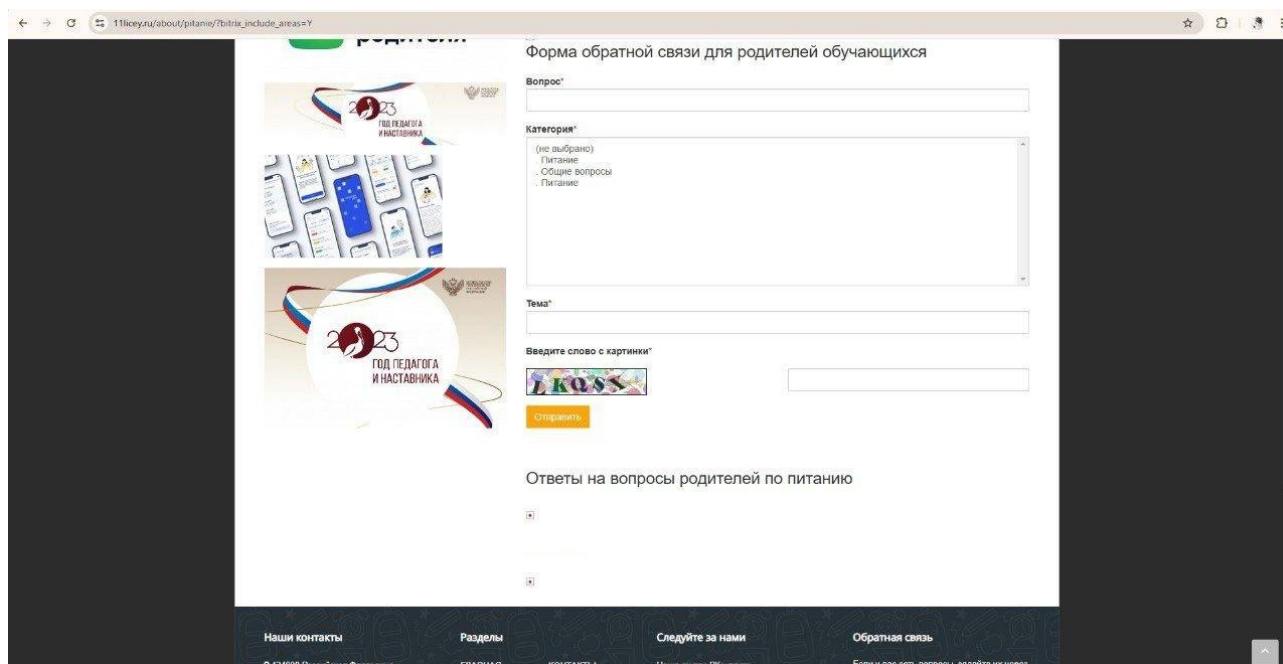 11licey.ru/about/pitanie/?bitrix_include_areas=Y
родителя
Форма обратной связи для родителей обучающихся
Вопрос*
2023
ГОД ПЕДАГОГА
И НАСТАВНИКА
Категория*
(не выбрано)
Питание
. Общие вопросы
. Питание
2023
ГОД ПЕДАГОГА
И НАСТАВНИКА
Тема*
Введите слово с картинки*
Отправить
Ответы на вопросы родителей по питанию
Наши контакты
Разделы
Следуйте за нами
Обратная связь
ГЛАВНАЯ
КОНТАКТЫ